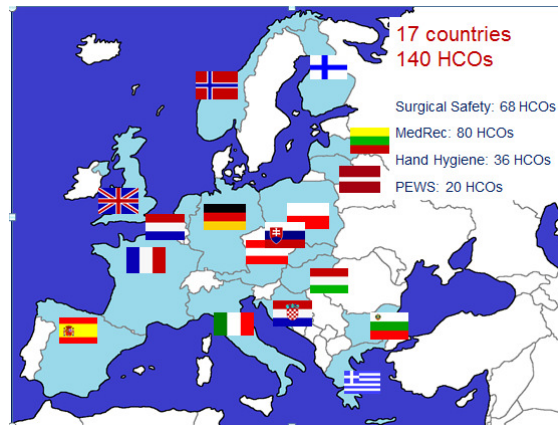 17 countries
140 HCOs
Surgical Safety: 68 HCOs
MedRec: 80 HCOs
Hand Hygiene: 36 HCOs
PEWS: 20 HCOs